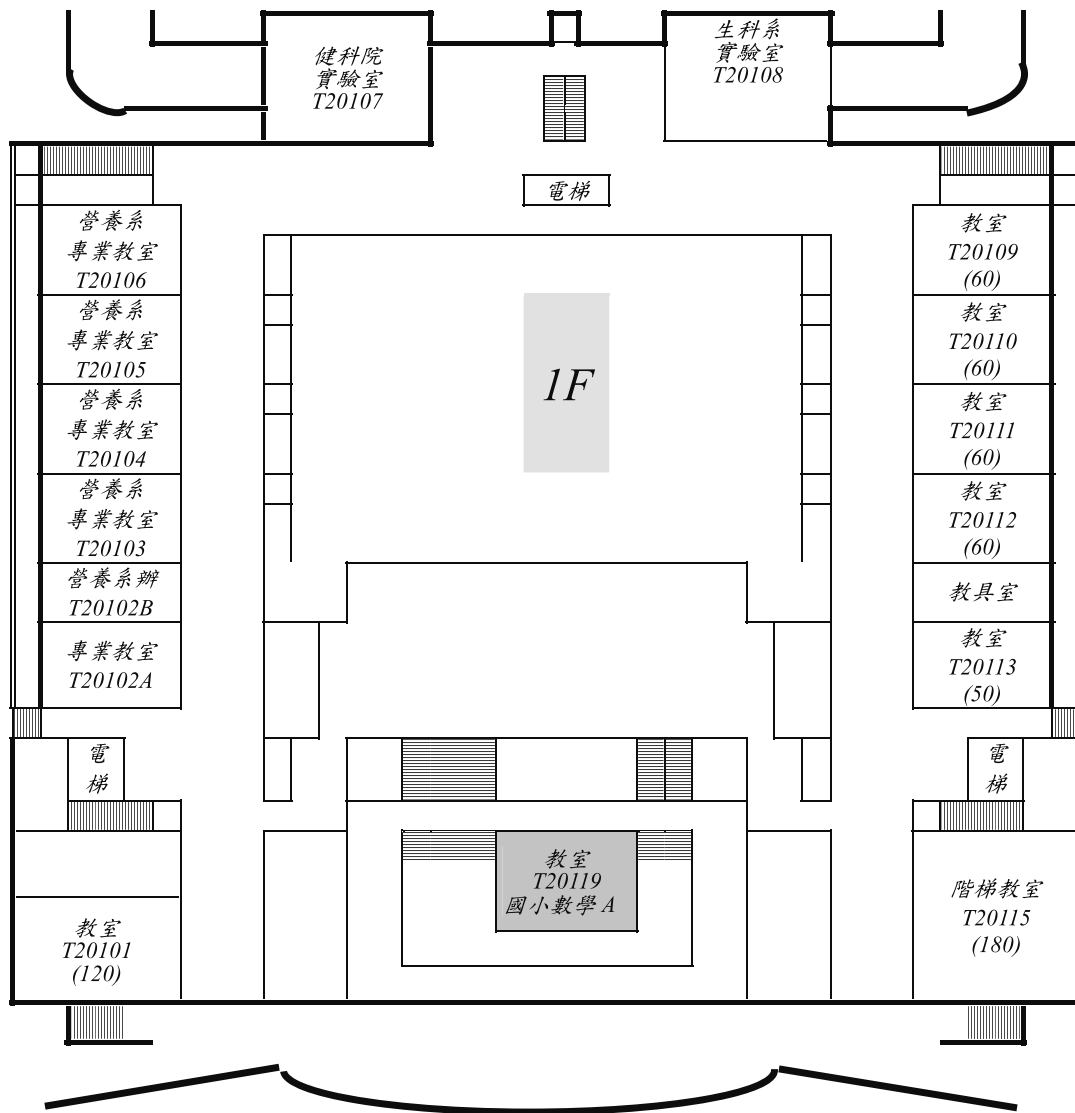 健科院
實驗室
T20107
生科系
實驗室
T20108
電梯
營養系
專業教室
T20106
營養系
專業教室
T20105
營養系
專業教室
T20104
營養系
專業教室
T20103
營養系辦
T20102B
專業教室
T20102A
電
梯
教室
T20101
(120)
1F
教室
T20119
國小數學 A
教室
T20109
(60)
教室
T20110
(60)
教室
T20111
(60)
教室
T20112
(60)
教具室
教室
T20113
(50)
電
梯
階梯教室
T20115
(180)